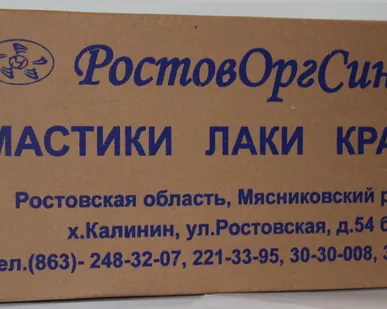 РостовОргСин
МАСТИКИ ЛАКИ КРА
Ростовская область, Мясниковский р
х.Калинин, ул.Ростовская, д.54 б
ел.(863)- 248-32-07, 221-33-95, 30-30-008, 3